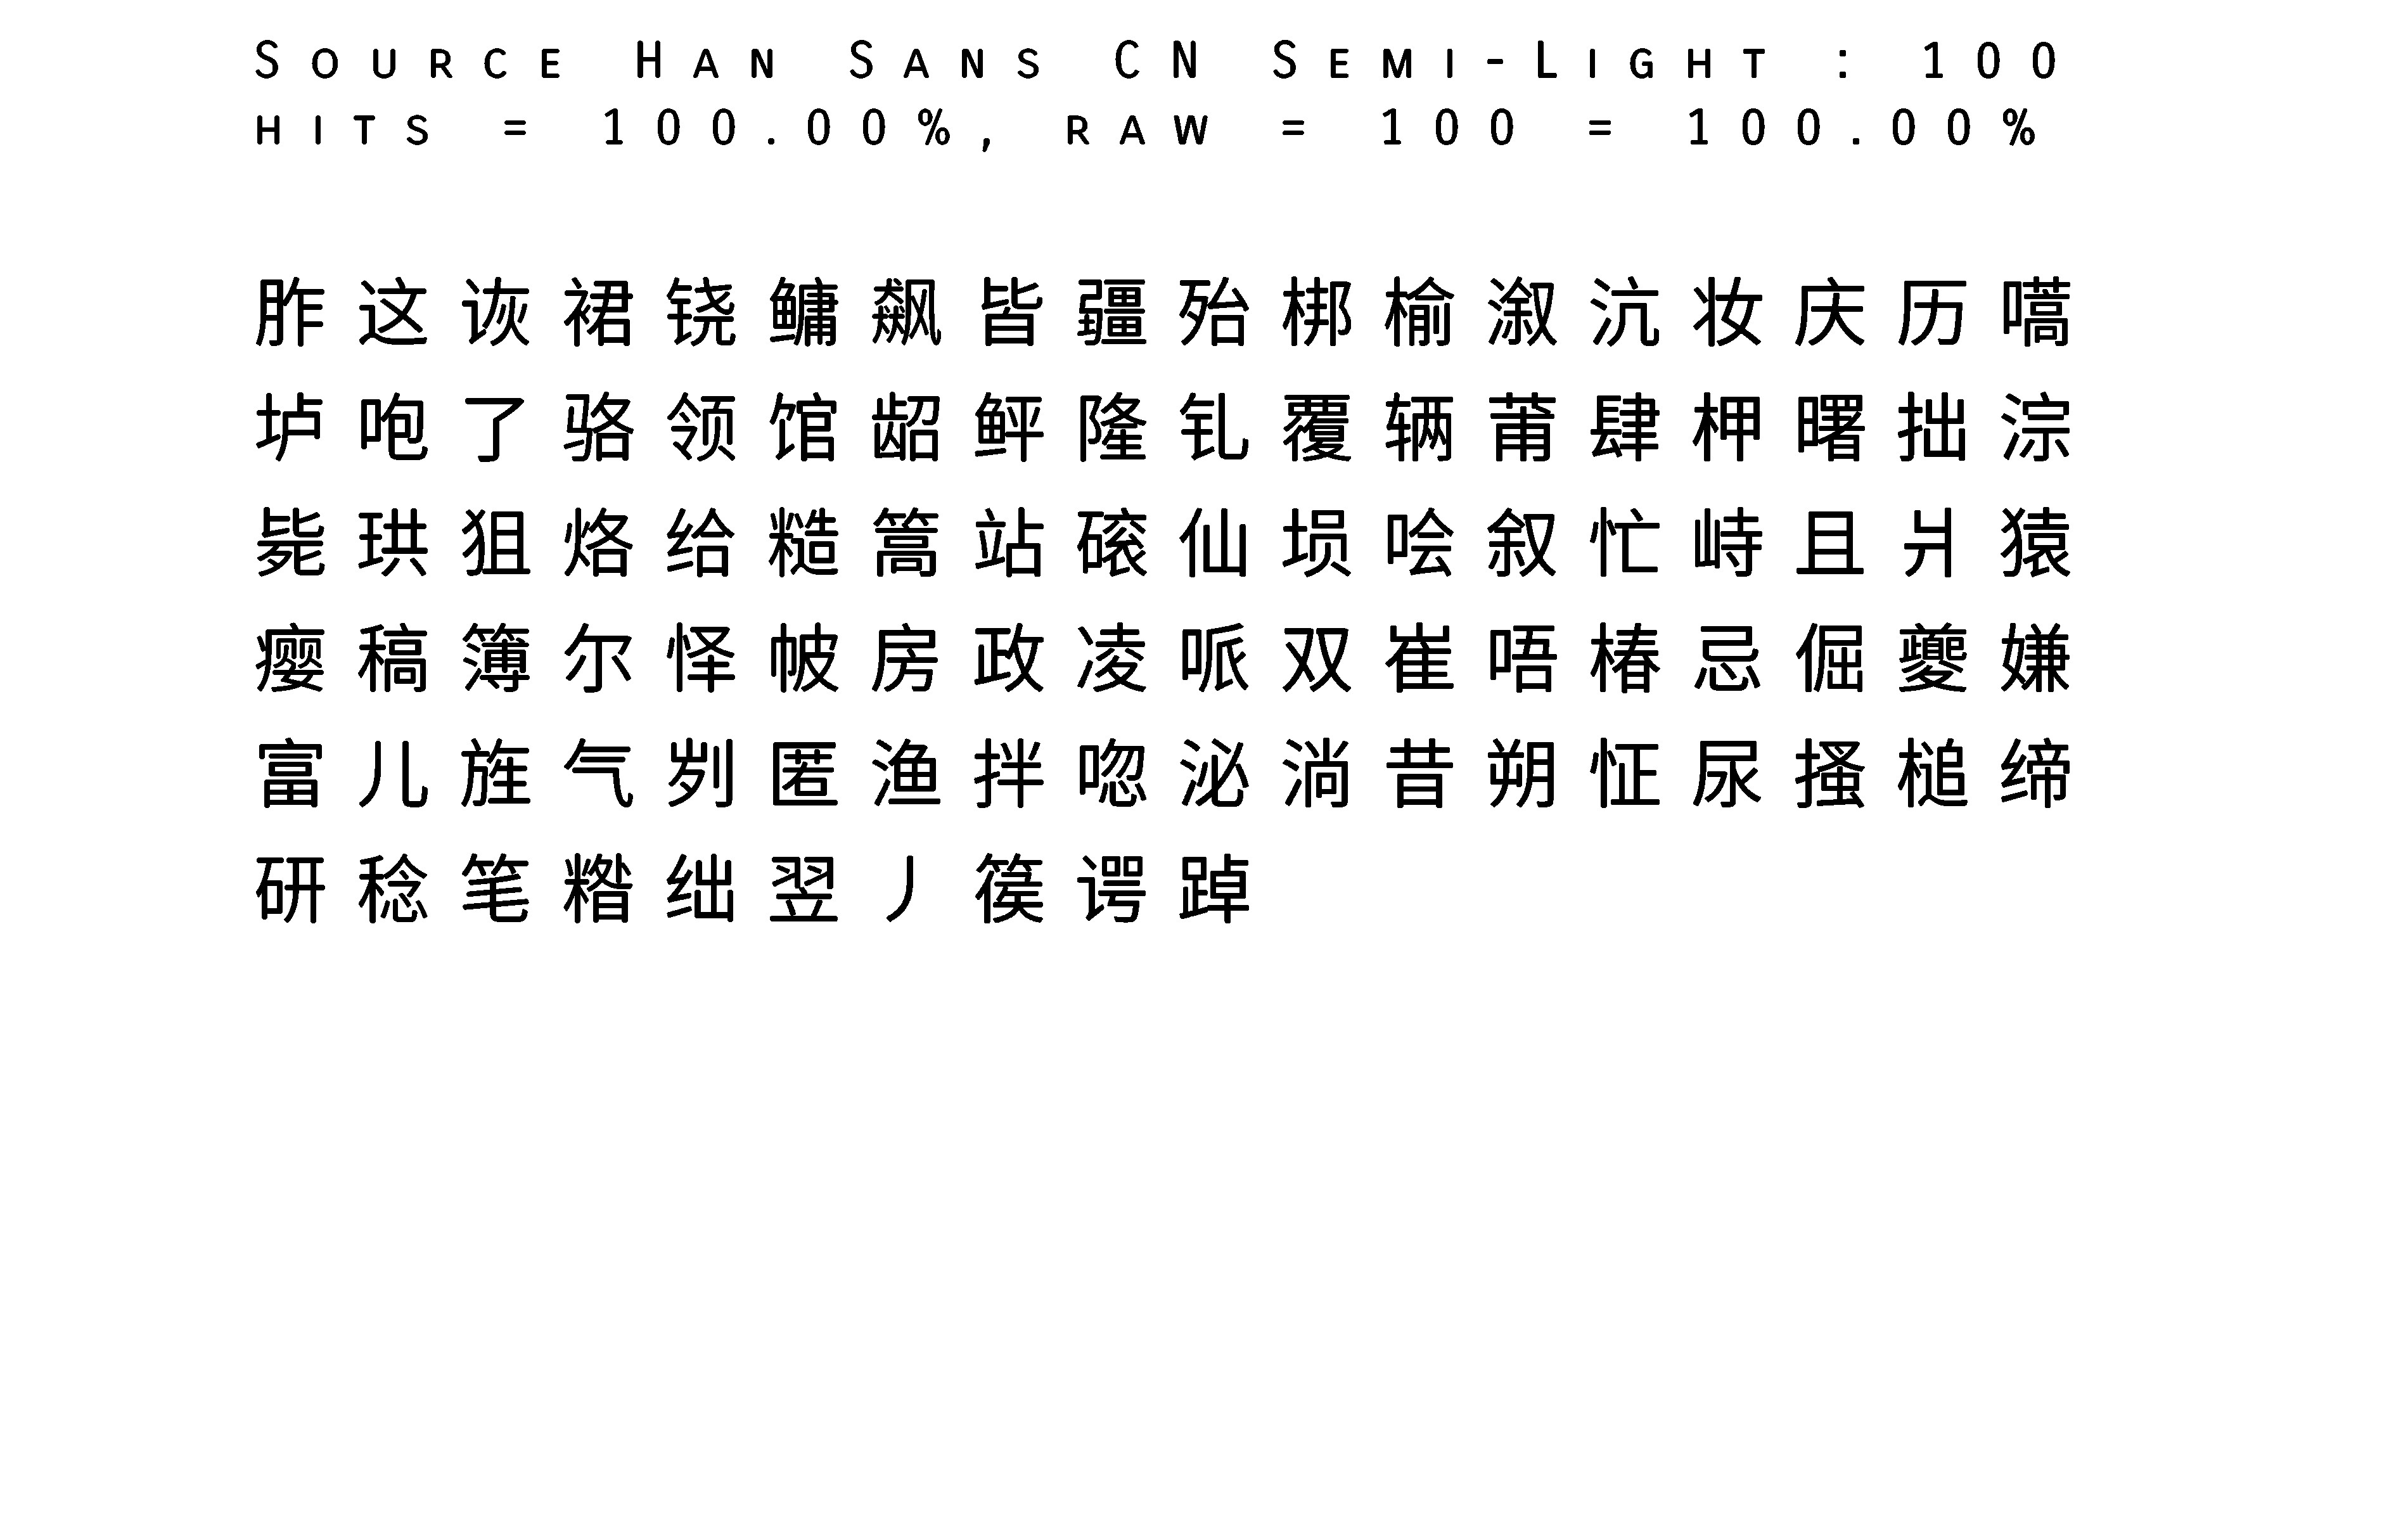 Source Han Sans CN Semi-Light : 100
hits = 100.00%, raw = 100 = 100.00%
胙这诙裙铙鳙飙皆疆殆梆榆溆沆妆庆历嚆
垆咆了骆领馆龆鲆隆钆覆辆莆肆柙曙拙淙
毙珙狙烙给糙篙站磙仙埙哙叙忙峙且爿猿
瘿稿簿尔怿帔房政凌哌双崔唔椿忌倔夔嫌
富儿旌气刿匿渔拌唿泌淌昔朔怔尿搔槌缔
研稔笔糌绌翌丿篌谔踔